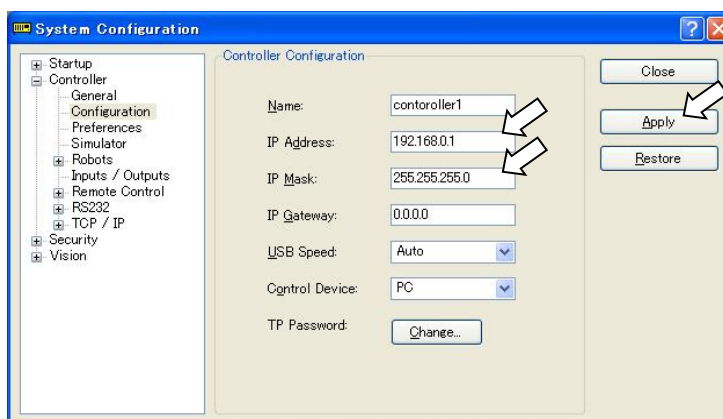 System Configuration
Startup
Controller
General
Configuration
Preferences
Simulator
Robots
Inputs / Outputs
Remote Control
RS232
TCP / IP
Security
Vision
Controller Configuration
Name: contoroller1
IP Address: 192.168.0.1
IP Mask: 255.255.255.0
IP Gateway: 0.0.0.0
USB Speed: Auto
Control Device: PC
TP Password: Change...
Close
Apply
Restore